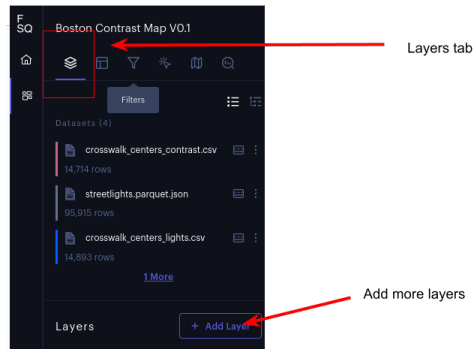 F
SQ
Boston Contrast Map V0.1
Layers tab
Filters
Datasets (4)
crosswalk_centers_contrast.csv
14,714 rows
streetlights.parquet.json
95,915 rows
crosswalk_centers_lights.csv
14,893 rows
1 More
Add more layers
Layers
+ Add Layer